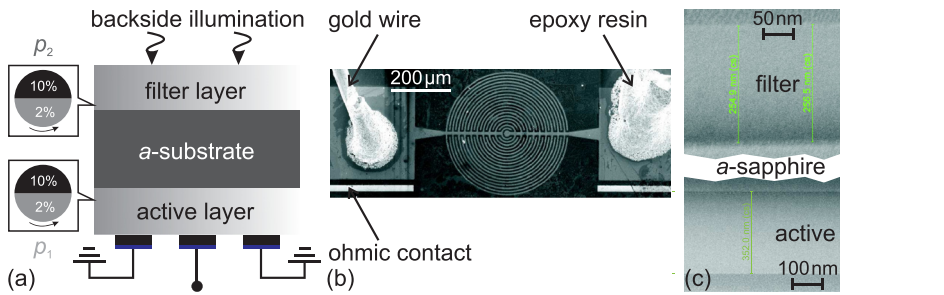 backside illumination
p2
10%
2%
filter layer
a-substrate
10%
2%
active layer
p1
(a)
gold wire
epoxy resin
200 µm
ohmic contact
(b)
50 nm
filter
a-sapphire
active
100 nm
(c)